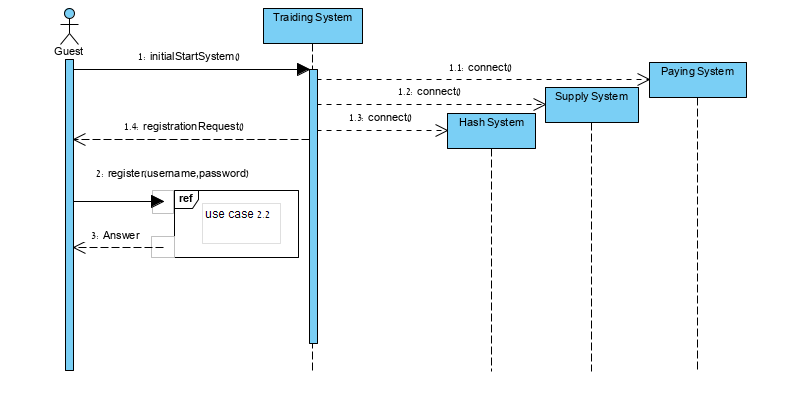 Traiding System
Guest
1: initialStartSystem()
1.1: connect()
Paying System
1.2: connect()
Supply System
1.3: connect()
Hash System
1.4: registrationRequest()
2: register(username,password)
ref
use case 2.2
3: Answer